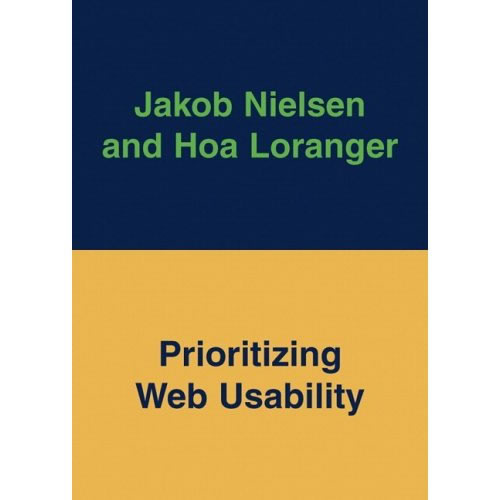 Jakob Nielsen
and Hoa Loranger
Prioritizing
Web Usability